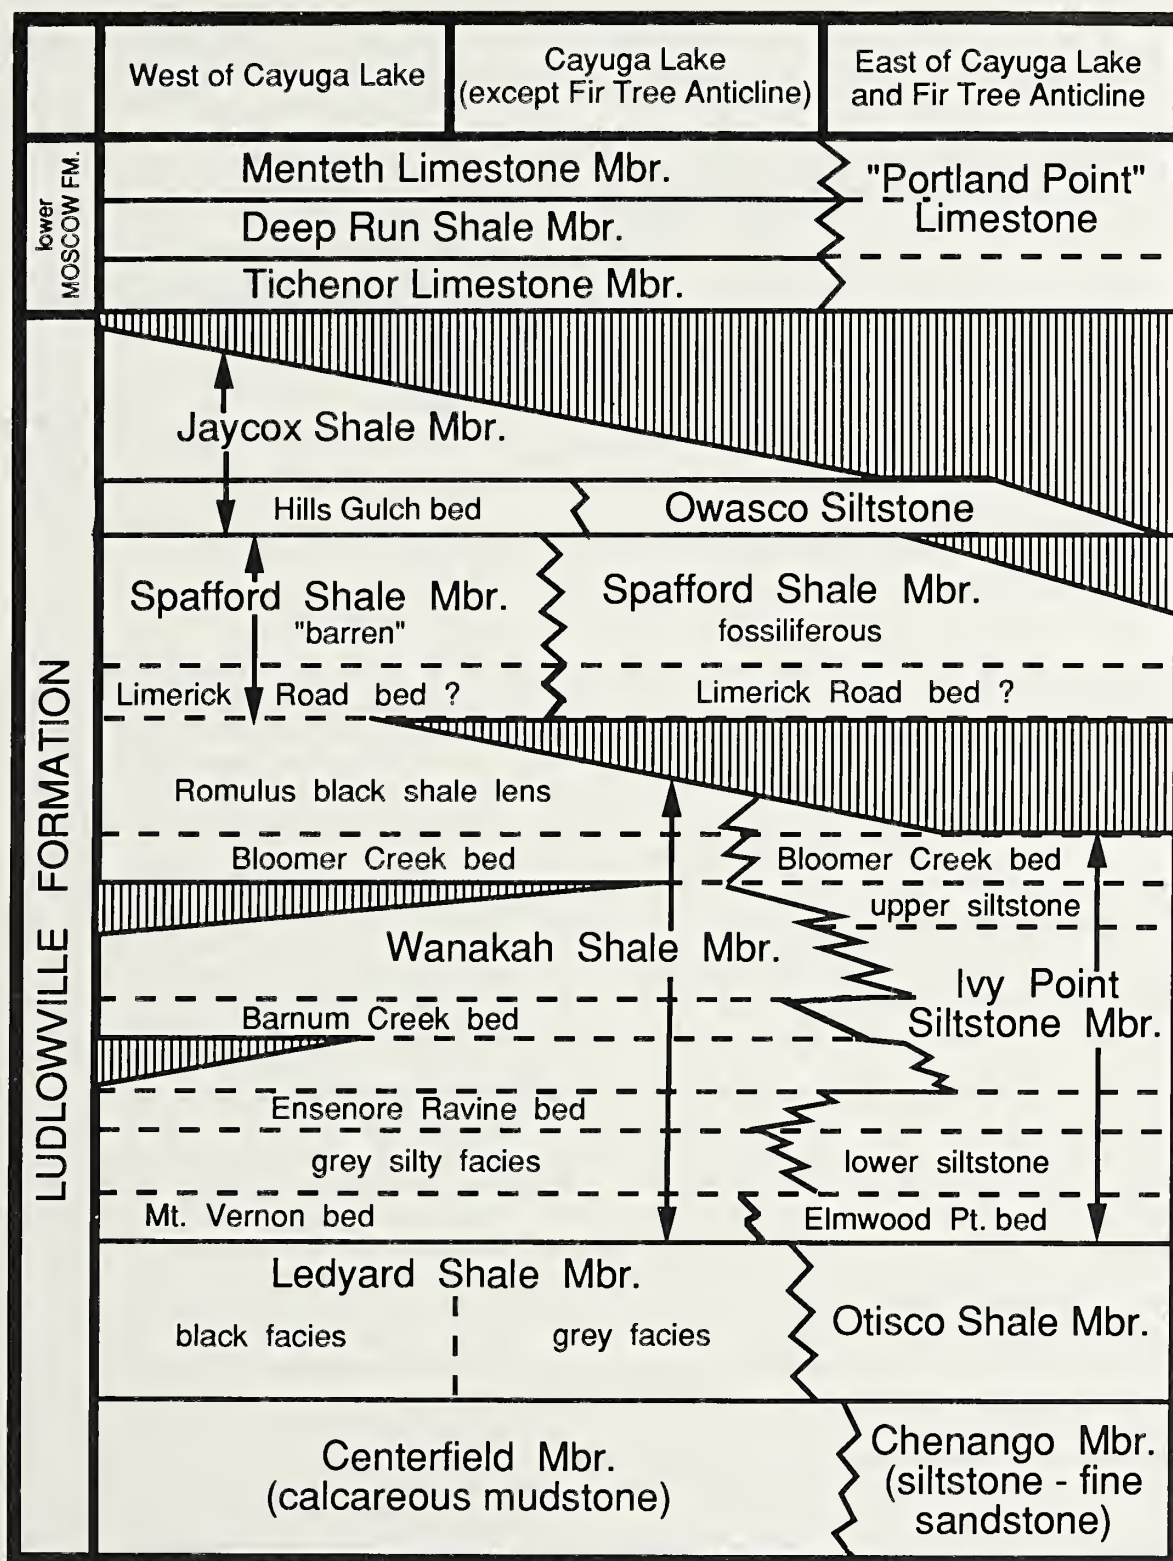 West of Cayuga Lake
Cayuga Lake
(except Fir Tree Anticline)
East of Cayuga Lake
and Fir Tree Anticline
lower
MOSCOW FM.
Menteth Limestone Mbr.
Deep Run Shale Mbr.
Tichenor Limestone Mbr.
"Portland Point"
Limestone
LUDLOWVILLE FORMATION
Jaycox Shale Mbr.
Hills Gulch bed
Owasco Siltstone
Spafford Shale Mbr.
"barren"
Spafford Shale Mbr.
fossiliferous
Limerick Road bed ?
Limerick Road bed ?
Romulus black shale lens
Bloomer Creek bed
Bloomer Creek bed
upper siltstone
Wanakah Shale Mbr.
Ivy Point
Siltstone Mbr.
Barnum Creek bed
Ensenore Ravine bed
grey silty facies
lower siltstone
Mt. Vernon bed
Elmwood Pt. bed
Ledyard Shale Mbr.
black facies
grey facies
Otisco Shale Mbr.
Centerfield Mbr.
(calcareous mudstone)
Chenango Mbr.
(siltstone - fine
sandstone)